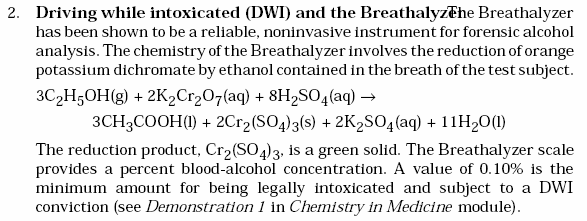 2. Driving while intoxicated (DWI) and the Breathalyzer. The Breathalyzer
has been shown to be a reliable, noninvasive instrument for forensic alcohol
analysis. The chemistry of the Breathalyzer involves the reduction of orange
potassium dichromate by ethanol contained in the breath of the test subject.
3C₂H₅OH(g) + 2K₂Cr₂O₇(aq) + 8H₂SO₄(aq) →
3CH₃COOH(l) + 2Cr₂(SO₄)₃(s) + 2K₂SO₄(aq) + 11H₂O(l)
The reduction product, Cr₂(SO₄)₃, is a green solid. The Breathalyzer scale
provides a percent blood-alcohol concentration. A value of 0.10% is the
minimum amount for being legally intoxicated and subject to a DWI
conviction (see Demonstration 1 in Chemistry in Medicine module).